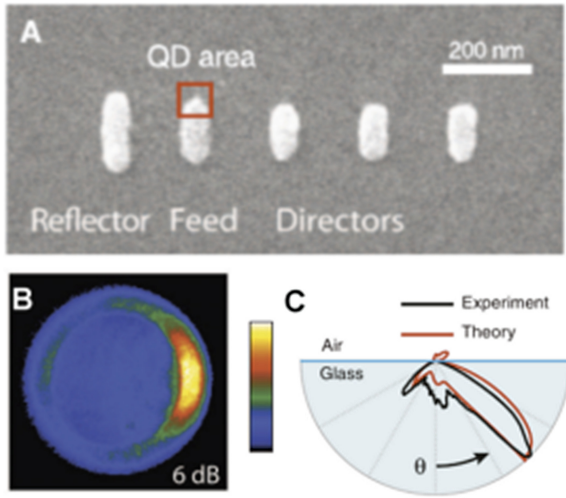 A
QD area
200 nm
Reflector Feed Directors
B
6 dB
C
Experiment
Theory
Air
Glass
θ